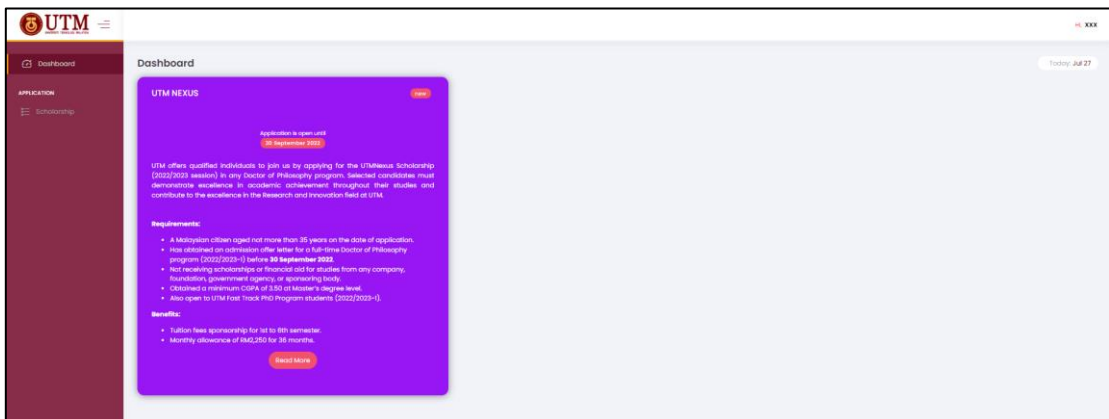 UTM
UNIVERSITI TEKNOLOGI MALAYSIA
Hi, XXX
Dashboard
APPLICATION
Scholarship
Dashboard
Today: Jul 27
UTM NEXUS
new
Application is open until
30 September 2022
UTM offers qualified individuals to join us by applying for the UTMNexus Scholarship
(2022/2023 session) in any Doctor of Philosophy program. Selected candidates must
demonstrate excellence in academic achievement throughout their studies and
contribute to the excellence in the Research and Innovation field at UTM.
Requirements:
• A Malaysian citizen aged not more than 35 years on the date of application.
• Has obtained an admission offer letter for a full-time Doctor of Philosophy
program (2022/2023-1) before 30 September 2022.
• Not receiving scholarships or financial aid for studies from any company,
foundation, government agency, or sponsoring body.
• Obtained a minimum CGPA of 3.50 at Master's degree level.
• Also open to UTM Fast Track PhD Program students (2022/2023-1).
Benefits:
• Tuition fees sponsorship for 1st to 6th semester.
• Monthly allowance of RM2,250 for 36 months.
Read More